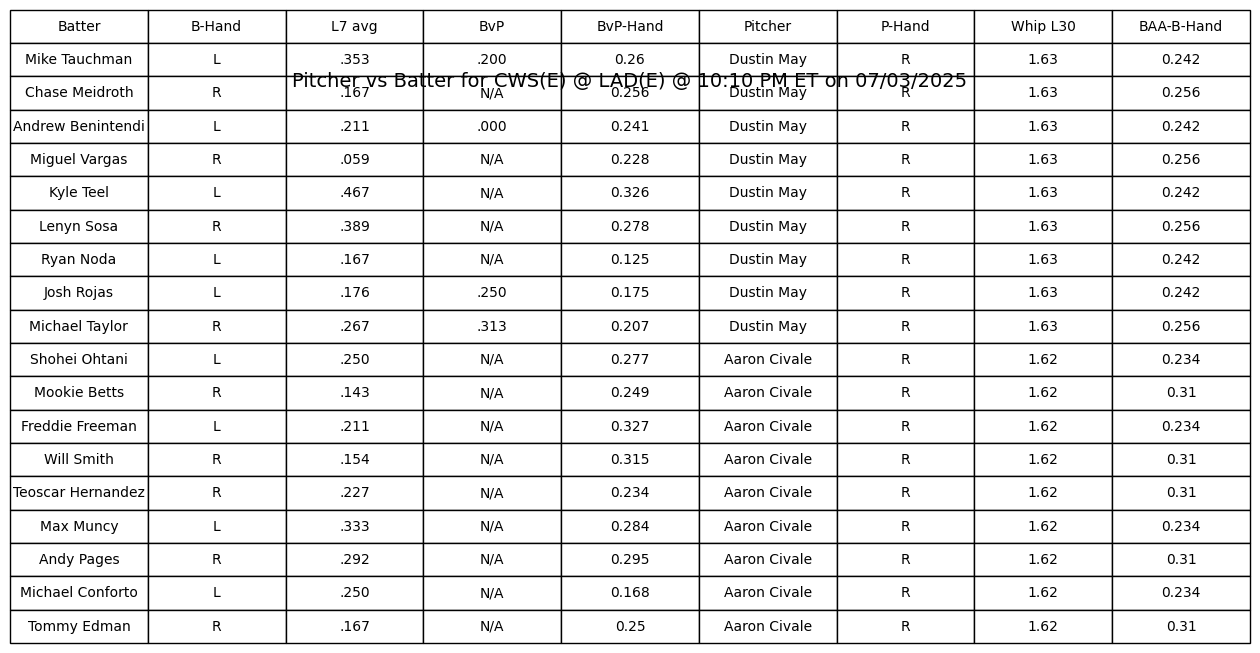 Batter B-Hand L7 avg BvP BvP-Hand Pitcher P-Hand Whip L30 BAA-B-Hand
Mike Tauchman L .353 .200 0.26 Dustin May R 1.63 0.242
Pitcher vs Batter for CWS(E) @ LAD(E) @ 10:10 PM ET on 07/03/2025
Chase Meidroth R .167 N/A 0.256 Dustin May R 1.63 0.256
Andrew Benintendi L .211 .000 0.241 Dustin May R 1.63 0.242
Miguel Vargas R .059 N/A 0.228 Dustin May R 1.63 0.256
Kyle Teel L .467 N/A 0.326 Dustin May R 1.63 0.242
Lenyn Sosa R .389 N/A 0.278 Dustin May R 1.63 0.256
Ryan Noda L .167 N/A 0.125 Dustin May R 1.63 0.242
Josh Rojas L .176 .250 0.175 Dustin May R 1.63 0.242
Michael Taylor R .267 .313 0.207 Dustin May R 1.63 0.256
Shohei Ohtani L .250 N/A 0.277 Aaron Civale R 1.62 0.234
Mookie Betts R .143 N/A 0.249 Aaron Civale R 1.62 0.31
Freddie Freeman L .211 N/A 0.327 Aaron Civale R 1.62 0.234
Will Smith R .154 N/A 0.315 Aaron Civale R 1.62 0.31
Teoscar Hernandez R .227 N/A 0.234 Aaron Civale R 1.62 0.31
Max Muncy L .333 N/A 0.284 Aaron Civale R 1.62 0.234
Andy Pages R .292 N/A 0.295 Aaron Civale R 1.62 0.31
Michael Conforto L .250 N/A 0.168 Aaron Civale R 1.62 0.234
Tommy Edman R .167 N/A 0.25 Aaron Civale R 1.62 0.31